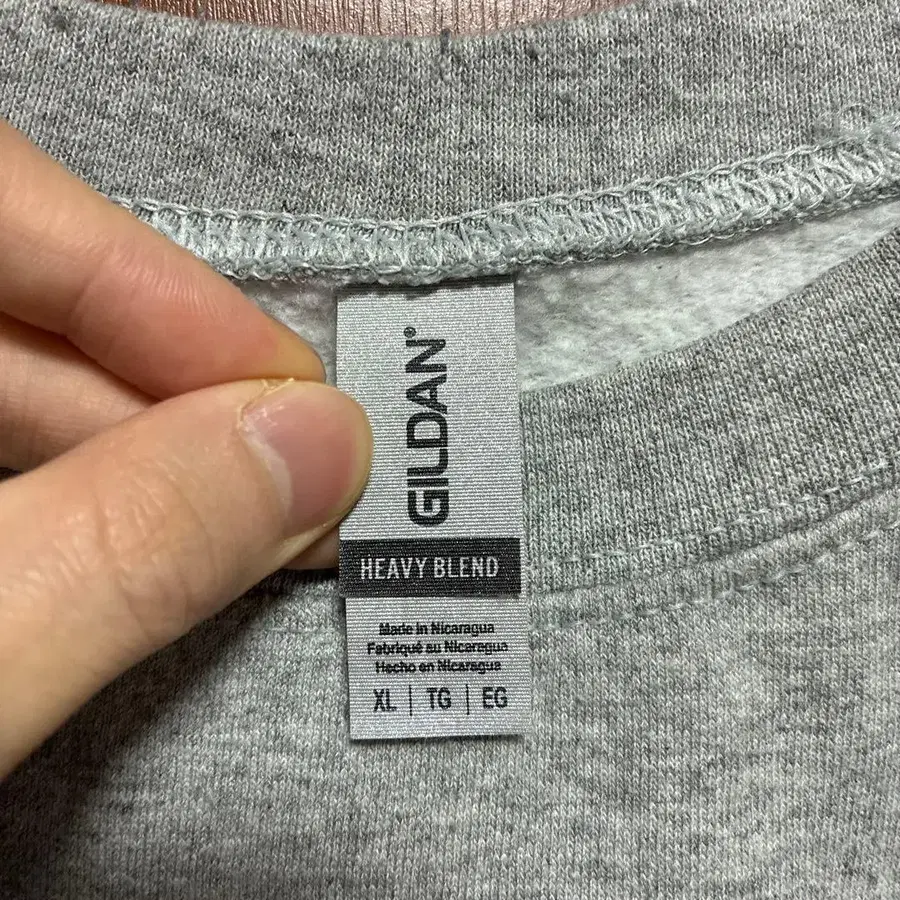 GILDAN®
HEAVY BLEND
Made in Nicaragua
Fabriqué au Nicaragua
Hecho en Nicaragua
XL | TG | EG